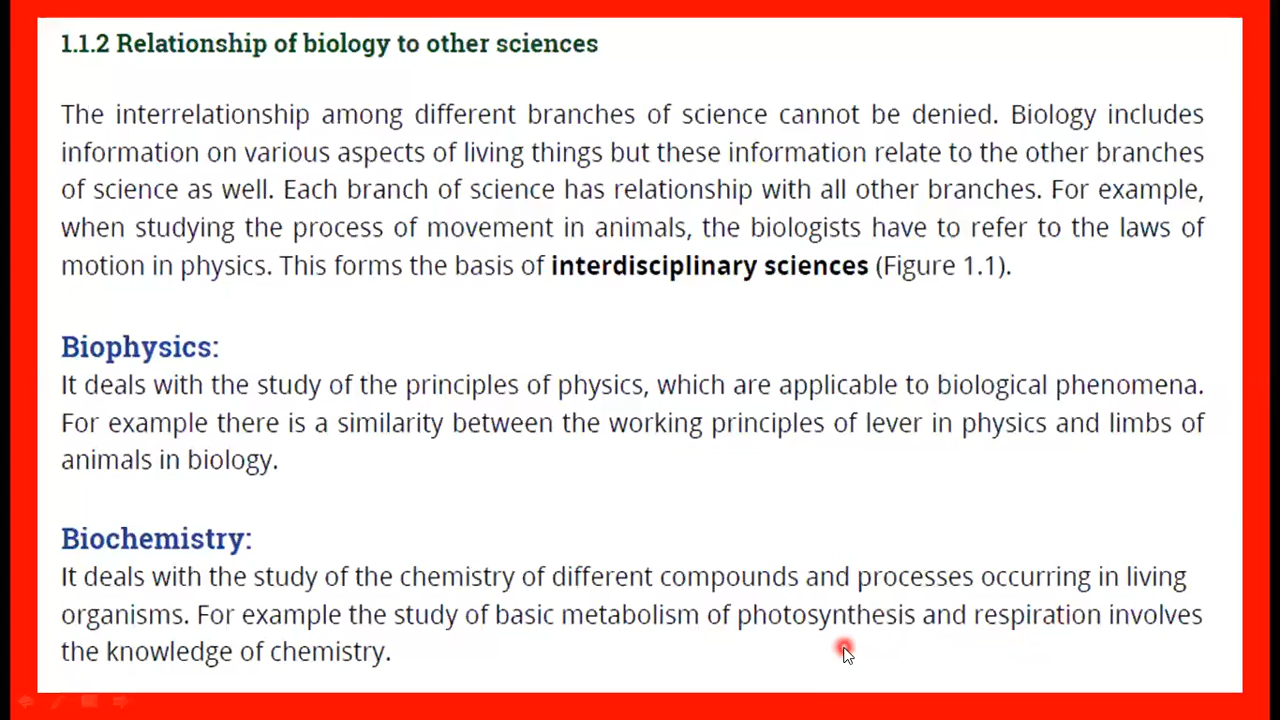 1.1.2 Relationship of biology to other sciences
The interrelationship among different branches of science cannot be denied. Biology includes
information on various aspects of living things but these information relate to the other branches
of science as well. Each branch of science has relationship with all other branches. For example,
when studying the process of movement in animals, the biologists have to refer to the laws of
motion in physics. This forms the basis of interdisciplinary sciences (Figure 1.1).
Biophysics:
It deals with the study of the principles of physics, which are applicable to biological phenomena.
For example there is a similarity between the working principles of lever in physics and limbs of
animals in biology.
Biochemistry:
It deals with the study of the chemistry of different compounds and processes occurring in living
organisms. For example the study of basic metabolism of photosynthesis and respiration involves
the knowledge of chemistry.